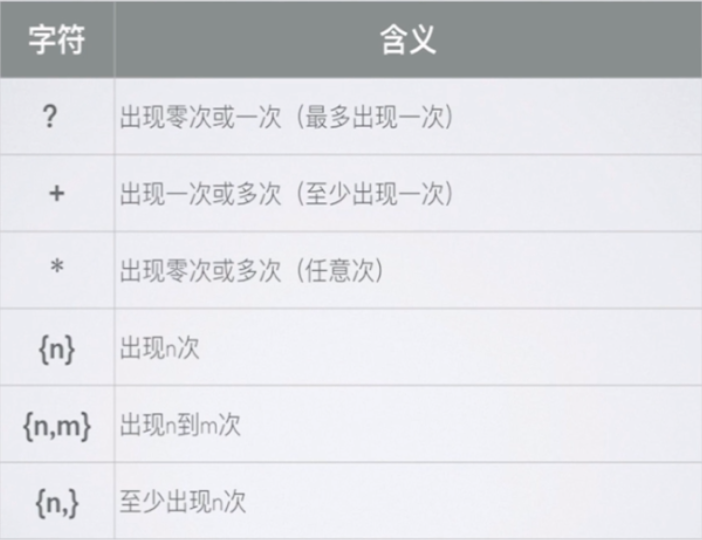 字符 含义
? 出现零次或一次（最多出现一次）
+ 出现一次或多次（至少出现一次）
* 出现零次或多次（任意次）
{n} 出现n次
{n,m} 出现n到m次
{n,} 至少出现n次